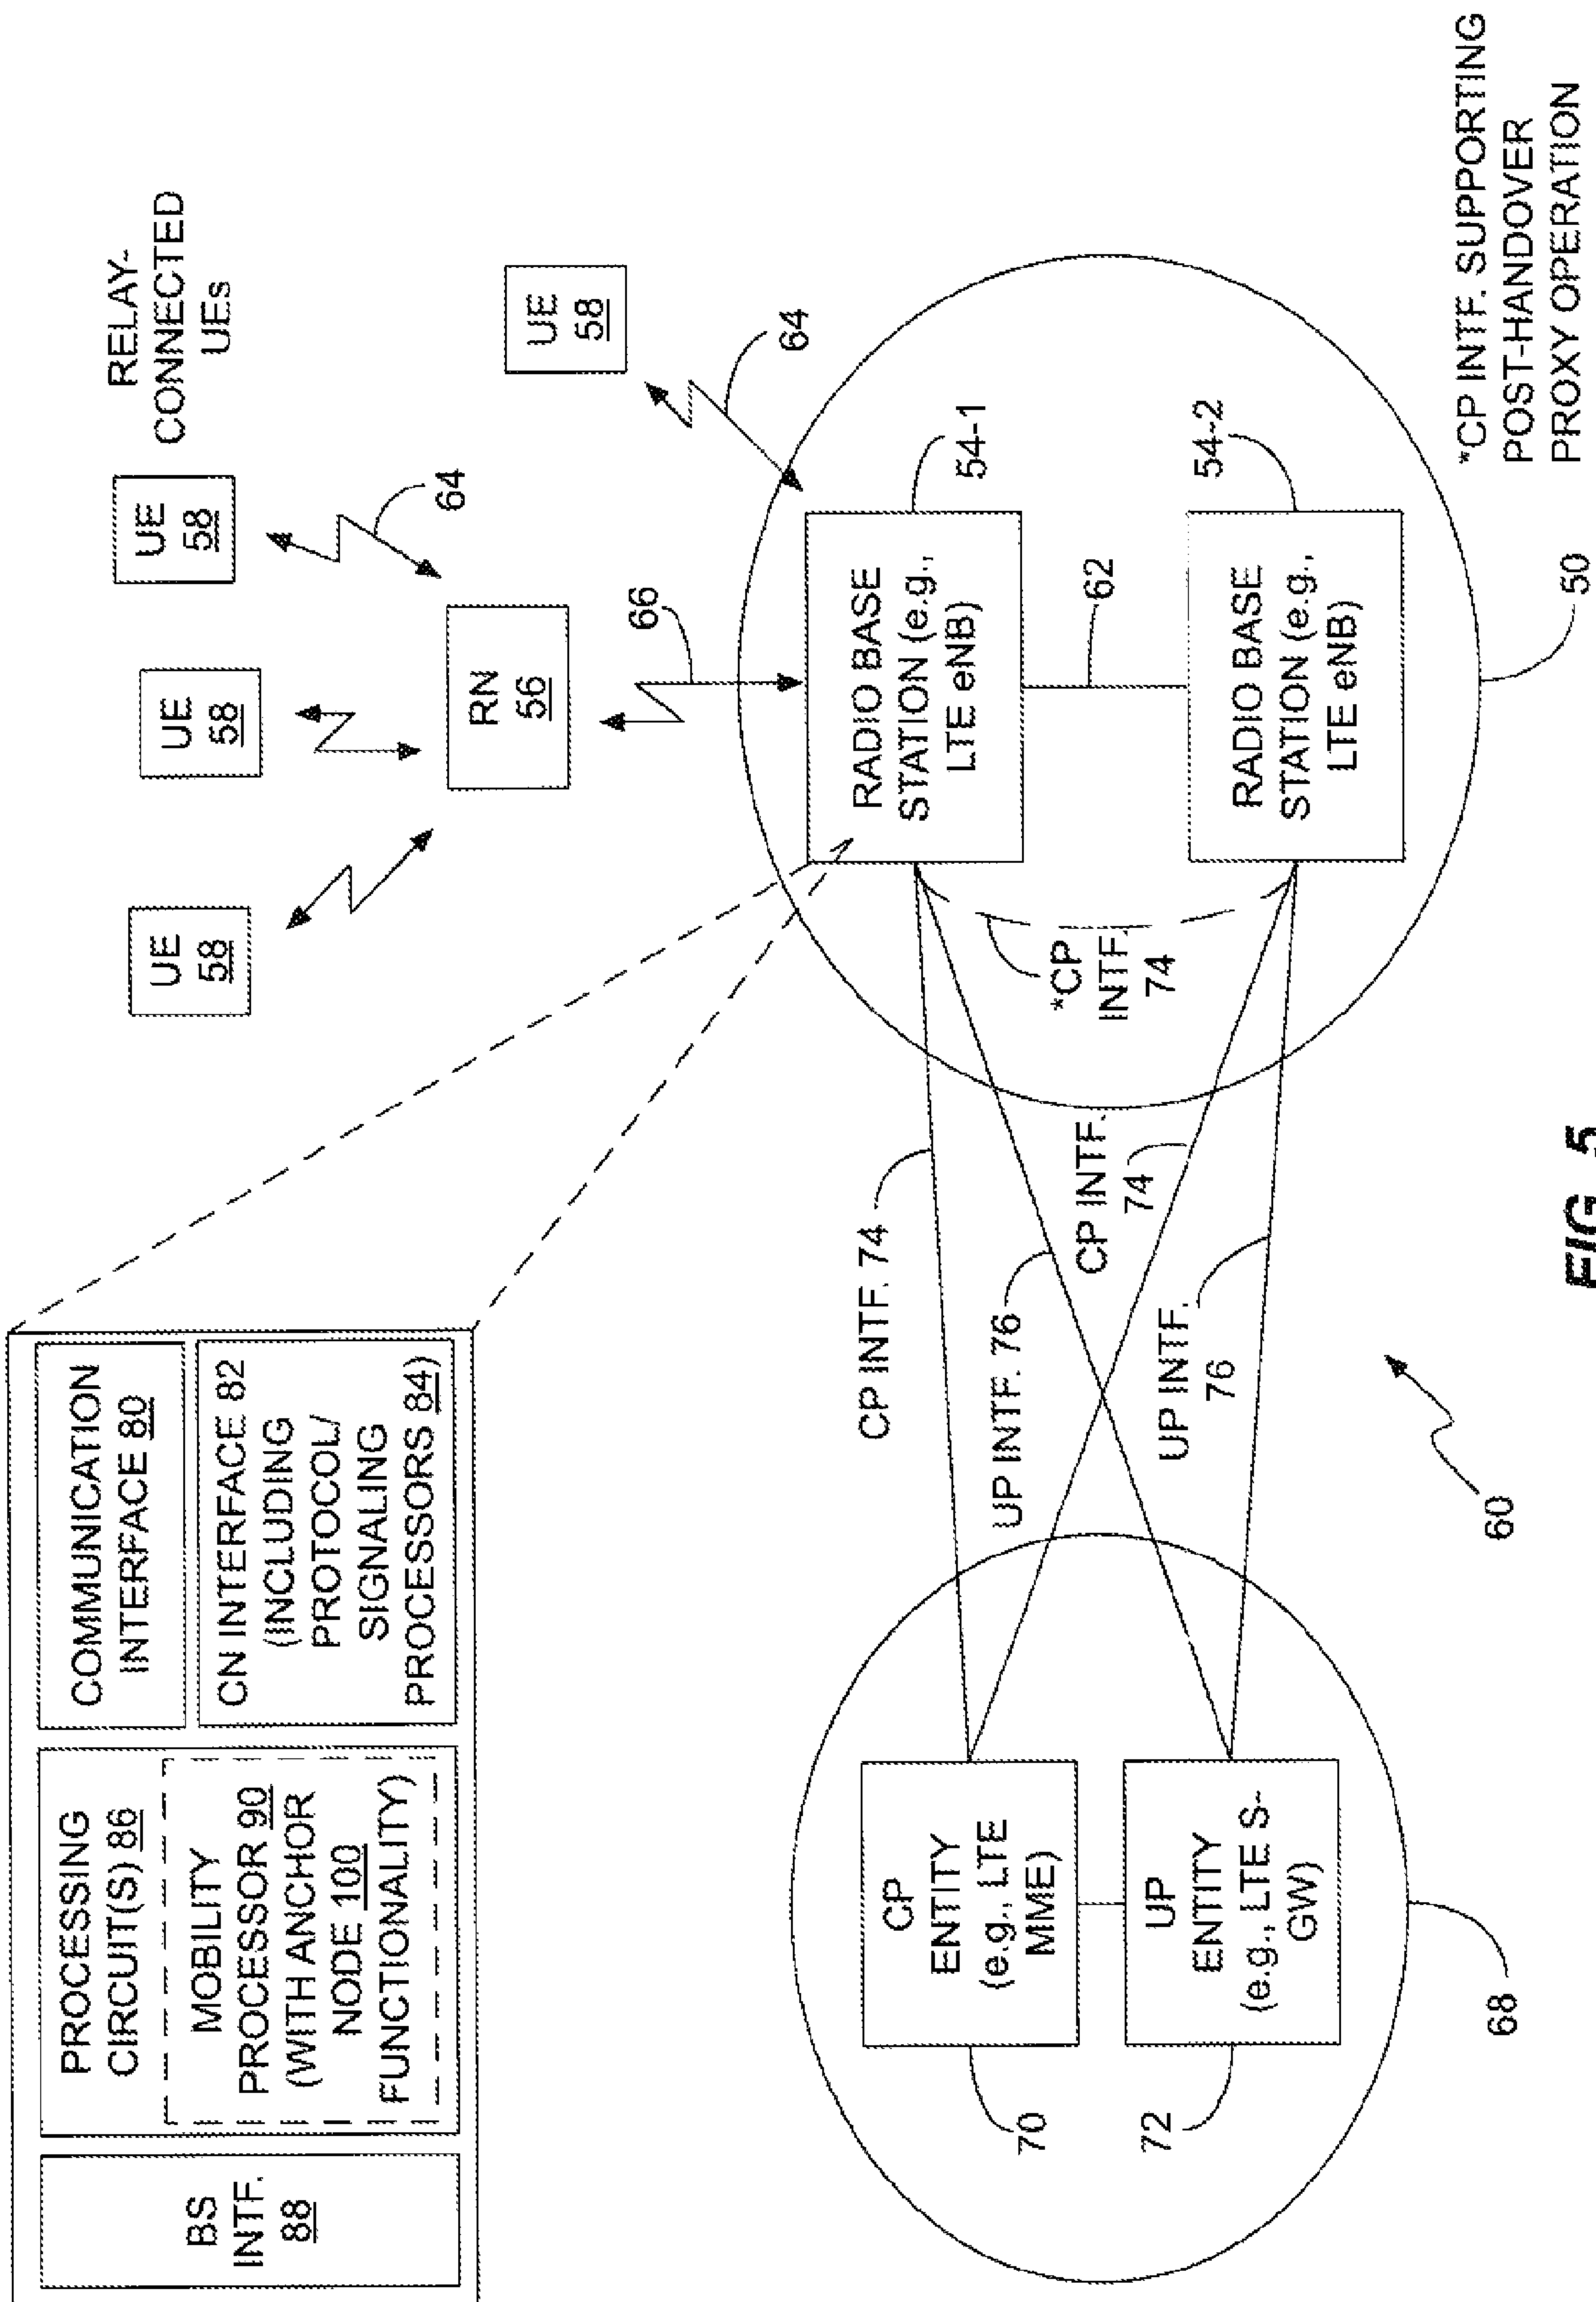 BS
INTF.
88
PROCESSING
CIRCUIT(S) 86
MOBILITY
PROCESSOR 90
(WITH ANCHOR
NODE 100
FUNCTIONALITY)
COMMUNICATION
INTERFACE 80
CN INTERFACE 82
(INCLUDING
PROTOCOL/
SIGNALING
PROCESSORS 84)
RELAY-
CONNECTED
UEs
UE
58
UE
58
UE
58
64
RN
56
66
UE
58
64
RADIO BASE
STATION (e.g.,
LTE eNB)
54-1
62
RADIO BASE
STATION (e.g.,
LTE eNB)
54-2
50
*CP
INTF.
74
CP INTF. 74
UP INTF. 76
CP INTF.
74
UP INTF.
76
CP
ENTITY
(e.g., LTE
MME)
70
UP
ENTITY
(e.g., LTE S-
GW)
72
68
60
*CP INTF. SUPPORTING
POST-HANDOVER
PROXY OPERATION
FIG. 5